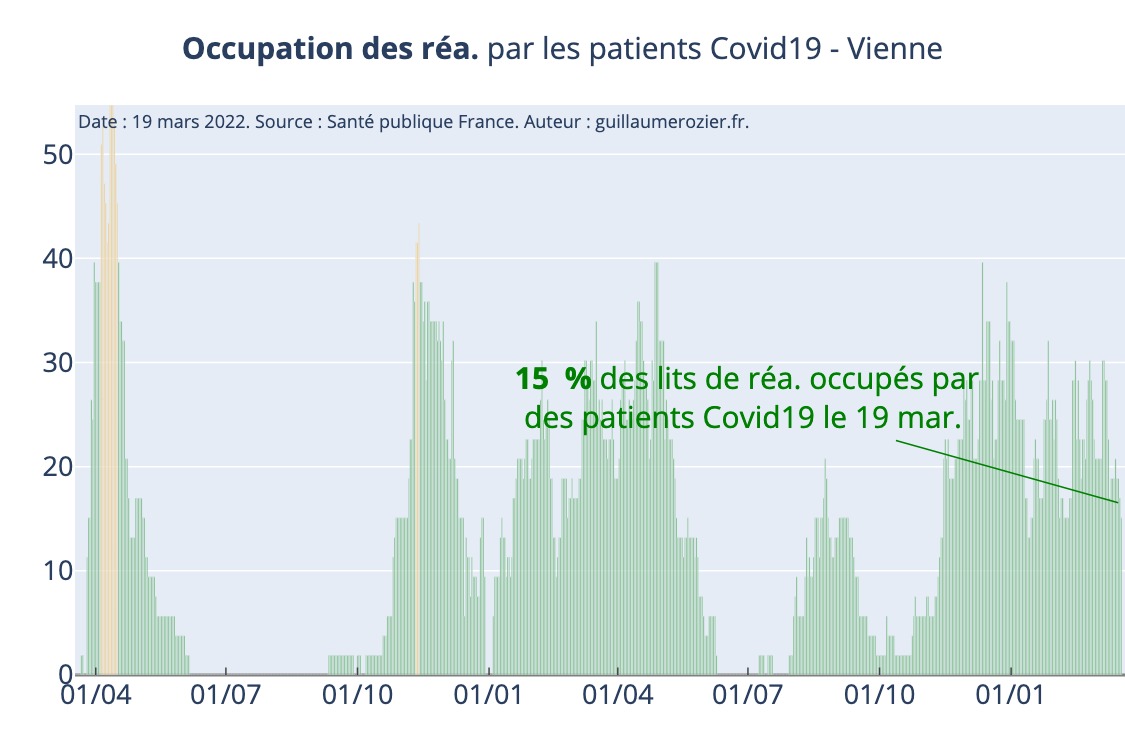 Occupation des réa. par les patients Covid19 - Vienne
Date : 19 mars 2022. Source : Santé publique France. Auteur : guillaumerozier.fr.
50
40
30
15 % des lits de réa. occupés par
des patients Covid19 le 19 mar.
20
10
0
01/04 01/07 01/10 01/01 01/04 01/07 01/10 01/01